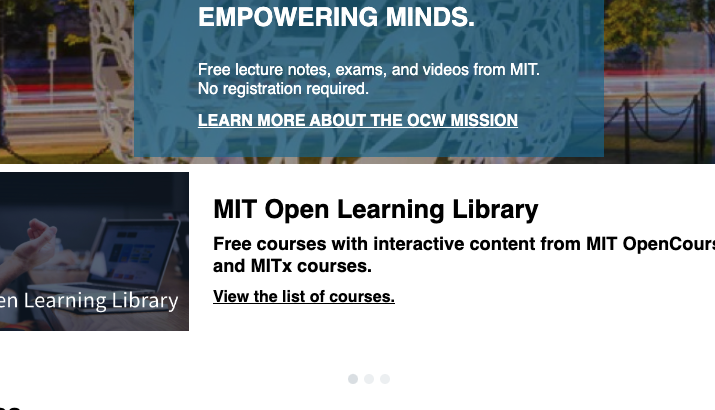 EMPOWERING MINDS.
Free lecture notes, exams, and videos from MIT.
No registration required.
LEARN MORE ABOUT THE OCW MISSION
MIT Open Learning Library
Free courses with interactive content from MIT
and MITx courses.
View the list of courses.
Learning Library